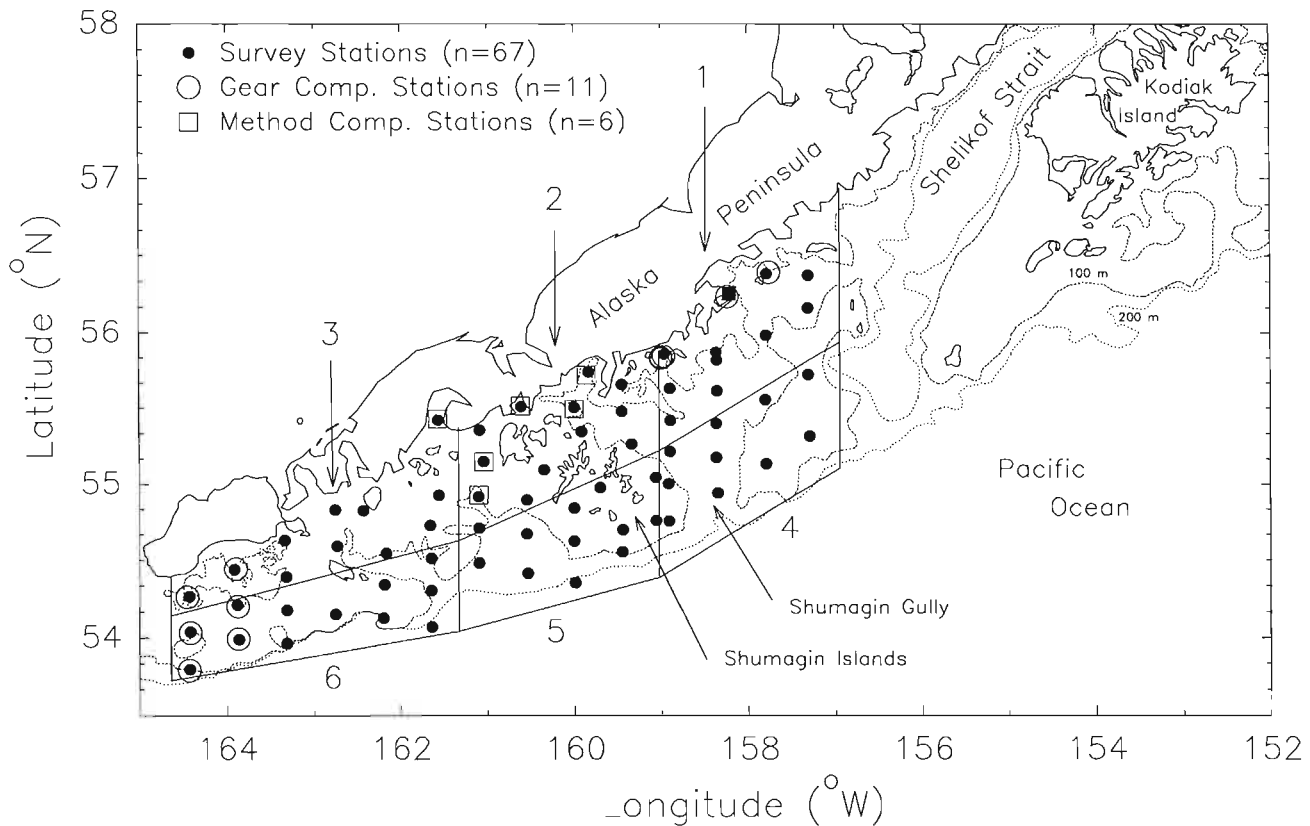 58
57
56
55
54
Latitude (°N)
Survey Stations (n=67)
Gear Comp. Stations (n=11)
Method Comp. Stations (n=6)
1
2
3
Alaska
Peninsula
Shelikof Strait
Kodiak
Island
100 m
200 m
Pacific
Ocean
4
5
6
Shumagin Gully
Shumagin Islands
164
162
160
158
156
154
152
Longitude (°W)